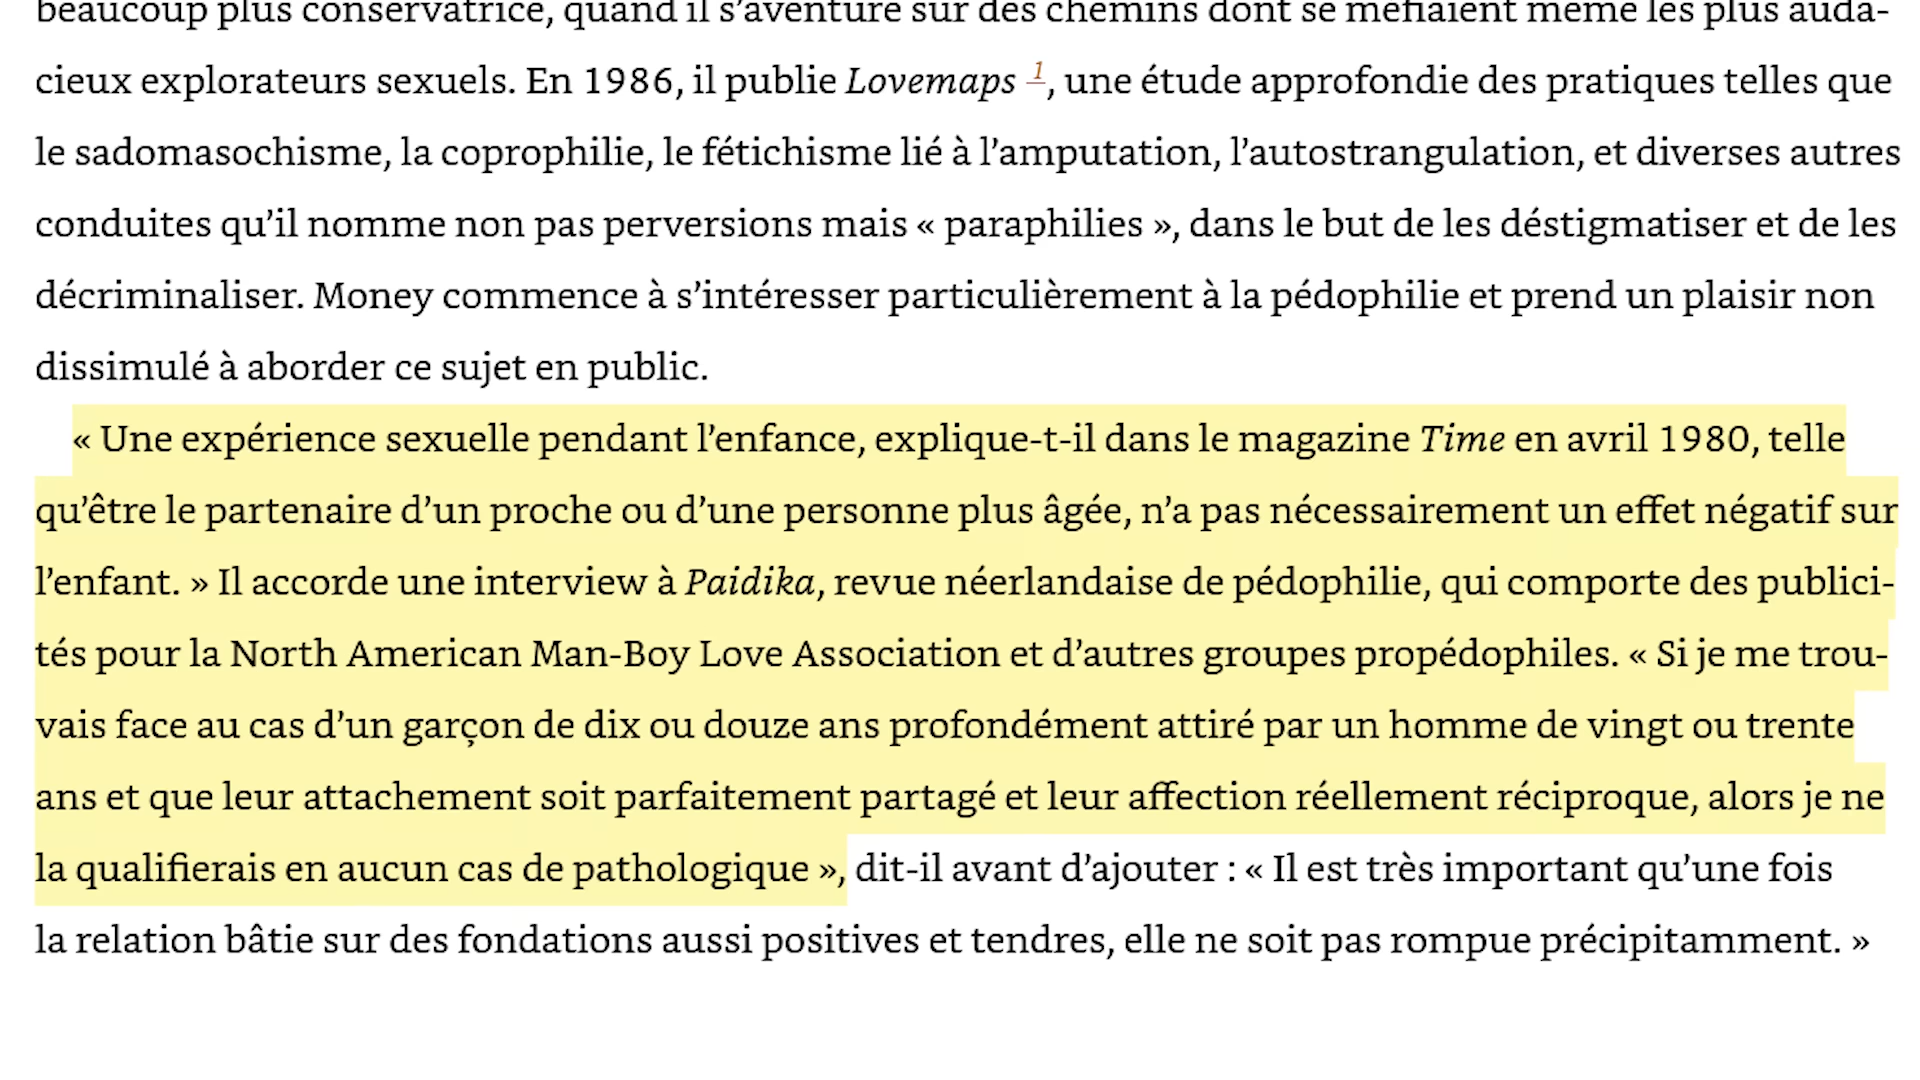 beaucoup plus conservatrice, quand il s’aventure sur des chemins dont se méfiaient même les plus auda-
cieux explorateurs sexuels. En 1986, il publie Lovemaps 1, une étude approfondie des pratiques telles que
le sadomasochisme, la coprophilie, le fétichisme lié à l’amputation, l’autostrangulation, et diverses autres
conduites qu’il nomme non pas perversions mais « paraphilies », dans le but de les déstigmatiser et de les
décriminaliser. Money commence à s’intéresser particulièrement à la pédophilie et prend un plaisir non
dissimulé à aborder ce sujet en public.
« Une expérience sexuelle pendant l’enfance, explique-t-il dans le magazine Time en avril 1980, telle
qu’être le partenaire d’un proche ou d’une personne plus âgée, n’a pas nécessairement un effet négatif sur
l’enfant. » Il accorde une interview à Paidika, revue néerlandaise de pédophilie, qui comporte des publici-
tés pour la North American Man-Boy Love Association et d’autres groupes propédophiles. « Si je me trou-
vais face au cas d’un garçon de dix ou douze ans profondément attiré par un homme de vingt ou trente
ans et que leur attachement soit parfaitement partagé et leur affection réellement réciproque, alors je ne
la qualifierais en aucun cas de pathologique », dit-il avant d’ajouter : « Il est très important qu’une fois
la relation bâtie sur des fondations aussi positives et tendres, elle ne soit pas rompue précipitamment. »